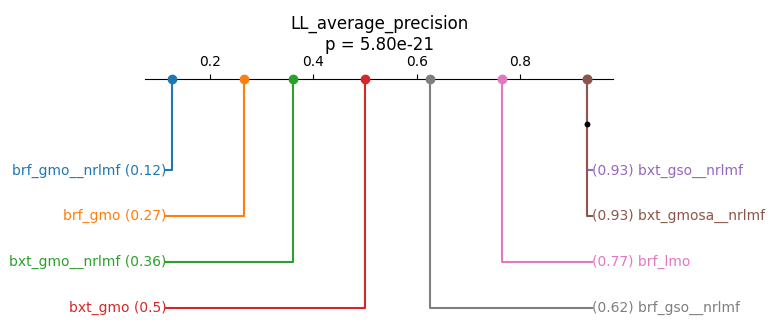 LL_average_precision
p = 5.80e-21
0.2 0.4 0.6 0.8
brf_gmo__nrlmf (0.12) (0.93) bxt_gso__nrlmf
brf_gmo (0.27) (0.93) bxt_gmosa__nrlmf
bxt_gmo__nrlmf (0.36) (0.77) brf_lmo
bxt_gmo (0.5) (0.62) brf_gso__nrlmf